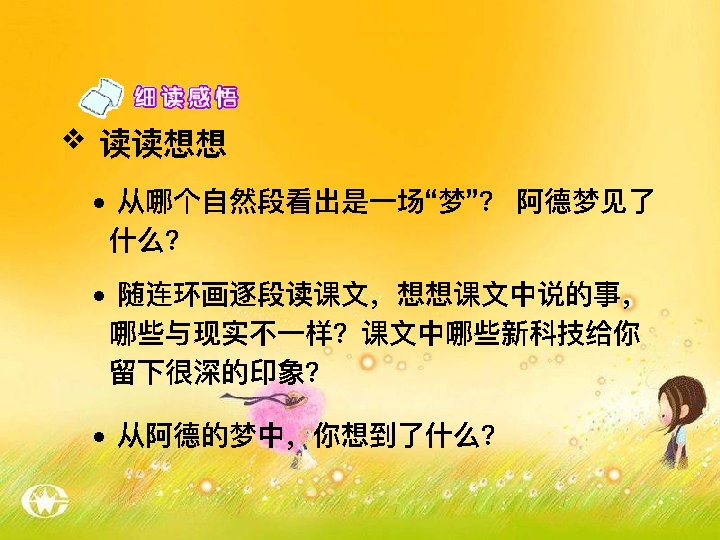 细读感悟
❖ 读读想想
• 从哪个自然段看出是一场“梦”？ 阿德梦见了
什么？
• 随连环画逐段读课文，想想课文中说的事，
哪些与现实不一样？课文中哪些新科技给你
留下很深的印象？
• 从阿德的梦中，你想到了什么？